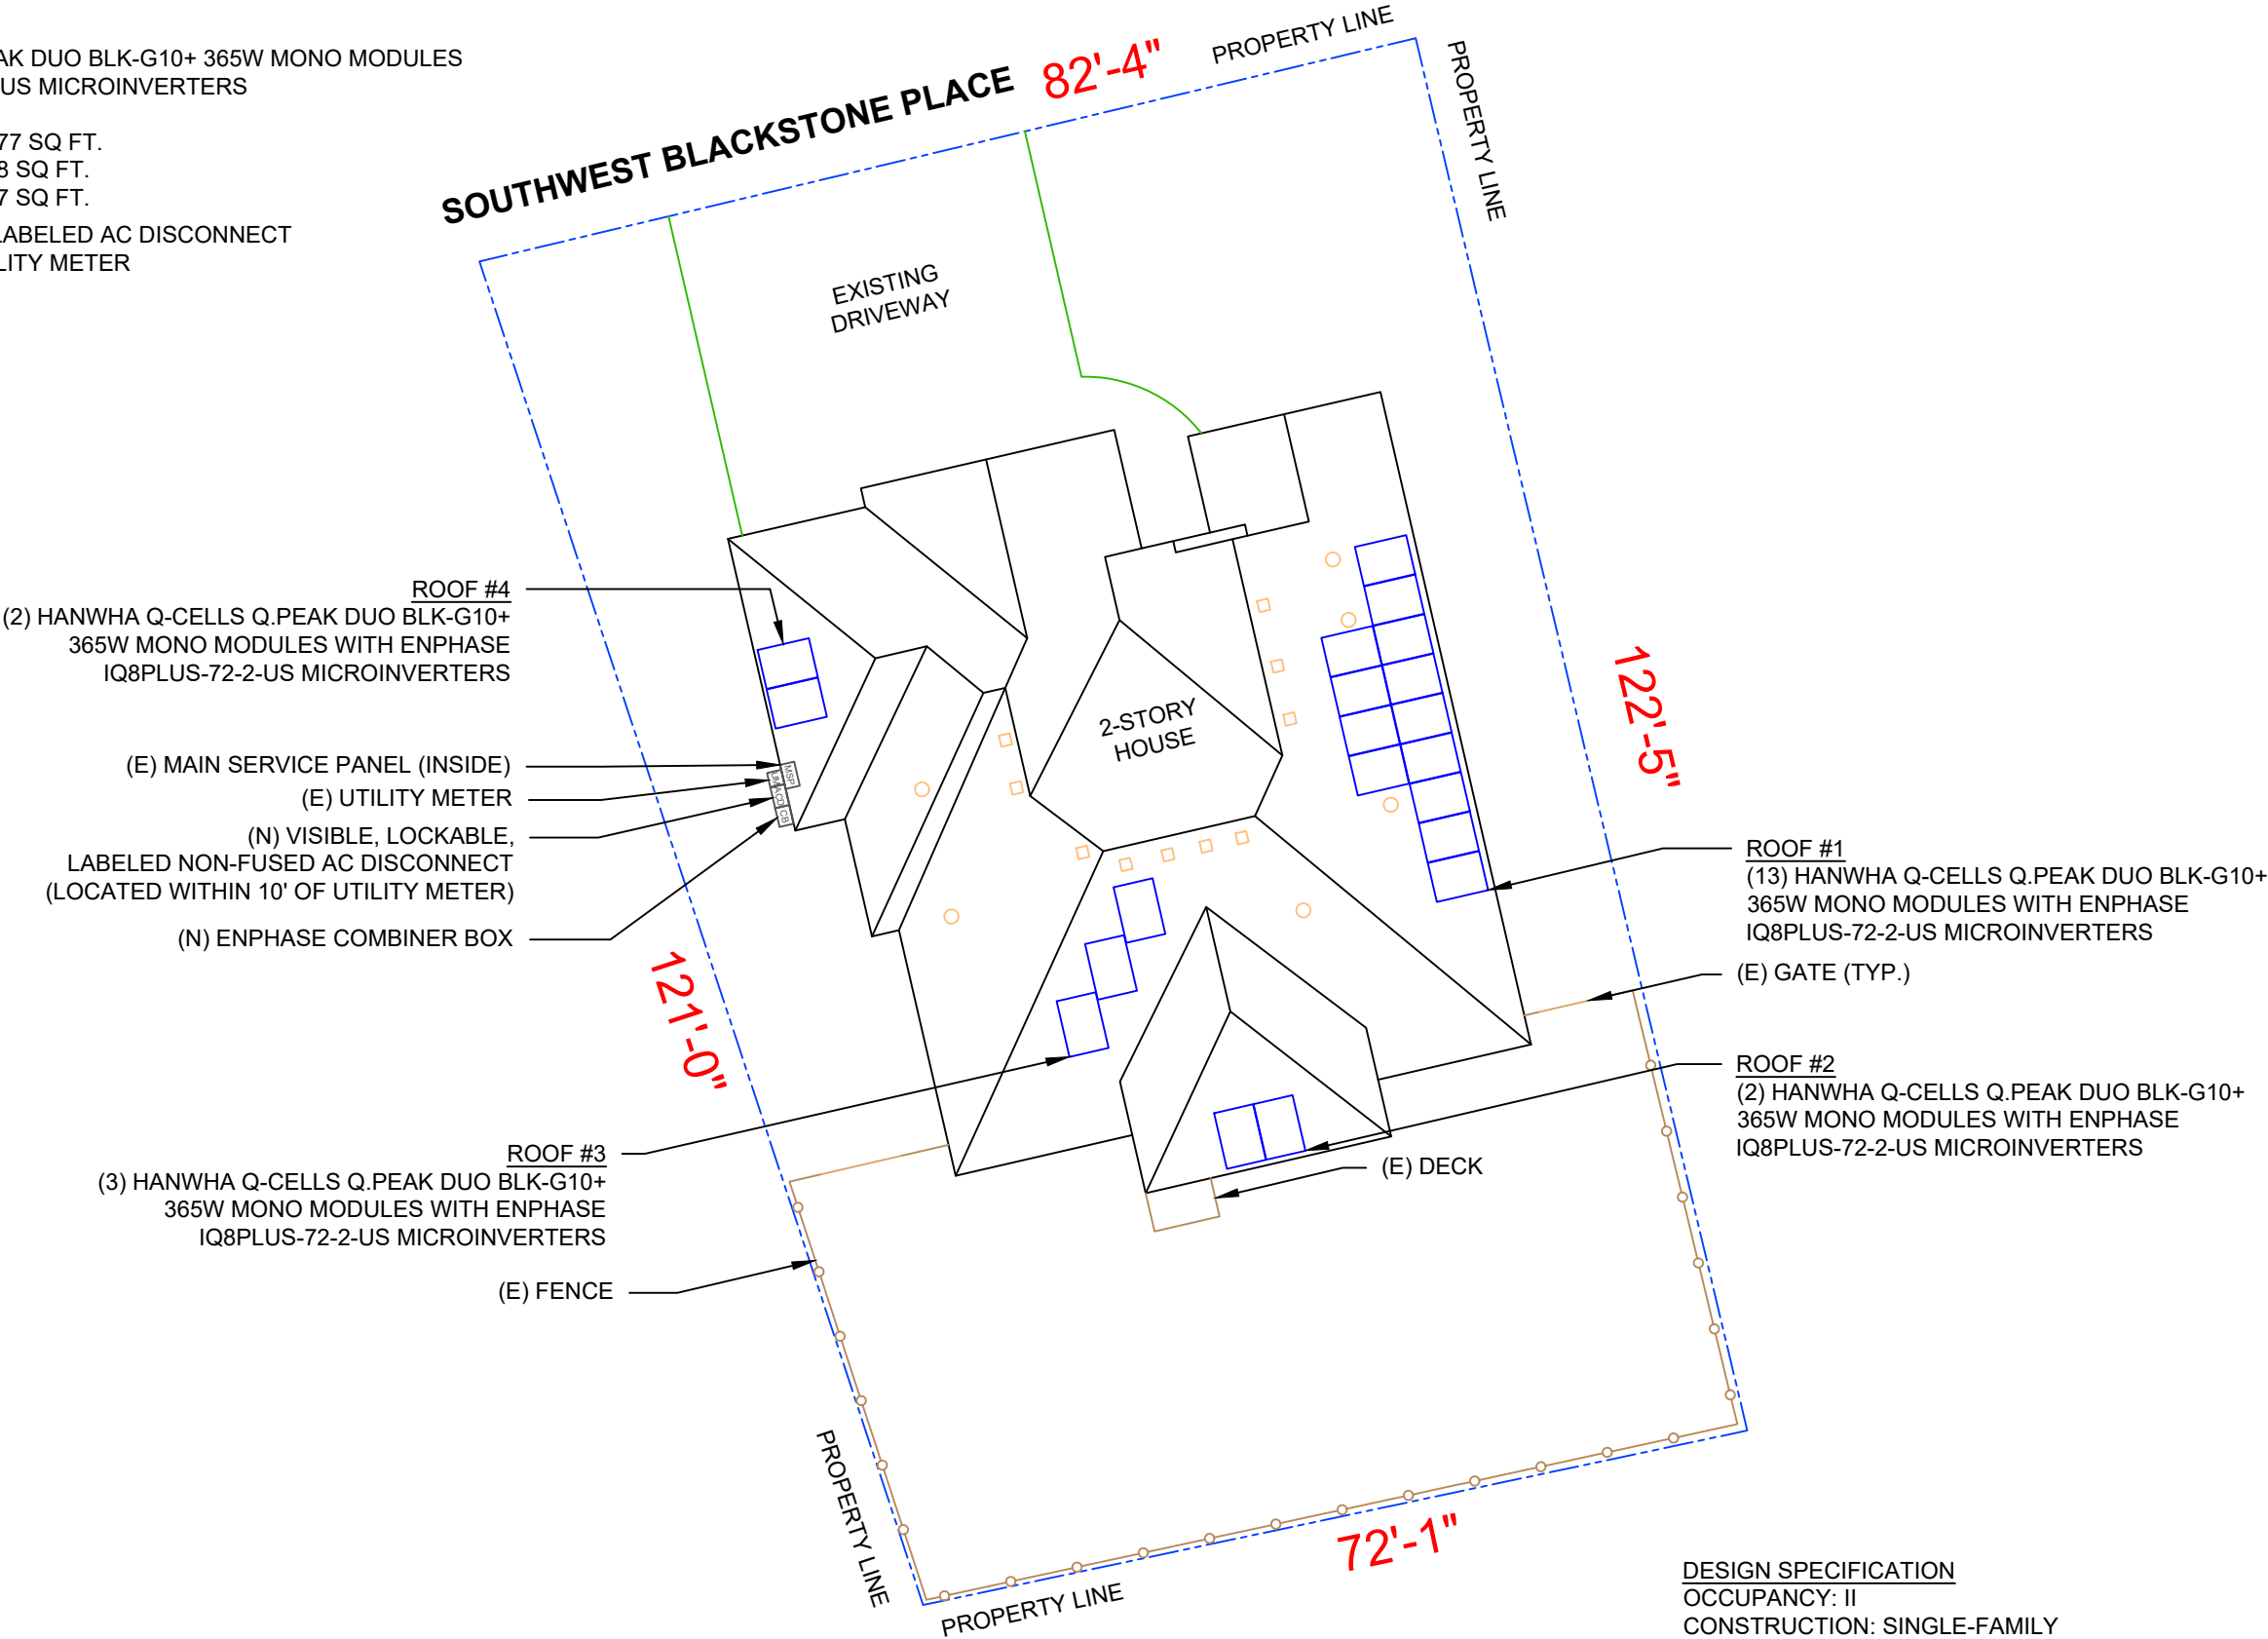 AK DUO BLK-G10+ 365W MONO MODULES
US MICROINVERTERS
77 SQ FT.
8 SQ FT.
7 SQ FT.
LABELED AC DISCONNECT
LITY METER
SOUTHWEST BLACKSTONE PLACE
82'-4"
PROPERTY LINE
PROPERTY LINE
EXISTING
DRIVEWAY
ROOF #4
(2) HANWHA Q-CELLS Q.PEAK DUO BLK-G10+
365W MONO MODULES WITH ENPHASE
IQ8PLUS-72-2-US MICROINVERTERS
2-STORY
HOUSE
122'-5"
(E) MAIN SERVICE PANEL (INSIDE)
MSP
(E) UTILITY METER
UM
(N) VISIBLE, LOCKABLE,
LABELED NON-FUSED AC DISCONNECT
(LOCATED WITHIN 10' OF UTILITY METER)
CB
(N) ENPHASE COMBINER BOX
ROOF #1
(13) HANWHA Q-CELLS Q.PEAK DUO BLK-G10+
365W MONO MODULES WITH ENPHASE
IQ8PLUS-72-2-US MICROINVERTERS
(E) GATE (TYP.)
121'-0"
ROOF #2
(2) HANWHA Q-CELLS Q.PEAK DUO BLK-G10+
365W MONO MODULES WITH ENPHASE
IQ8PLUS-72-2-US MICROINVERTERS
ROOF #3
(3) HANWHA Q-CELLS Q.PEAK DUO BLK-G10+
365W MONO MODULES WITH ENPHASE
IQ8PLUS-72-2-US MICROINVERTERS
(E) DECK
(E) FENCE
PROPERTY LINE
72'-1"
PROPERTY LINE
DESIGN SPECIFICATION
OCCUPANCY: II
CONSTRUCTION: SINGLE-FAMILY